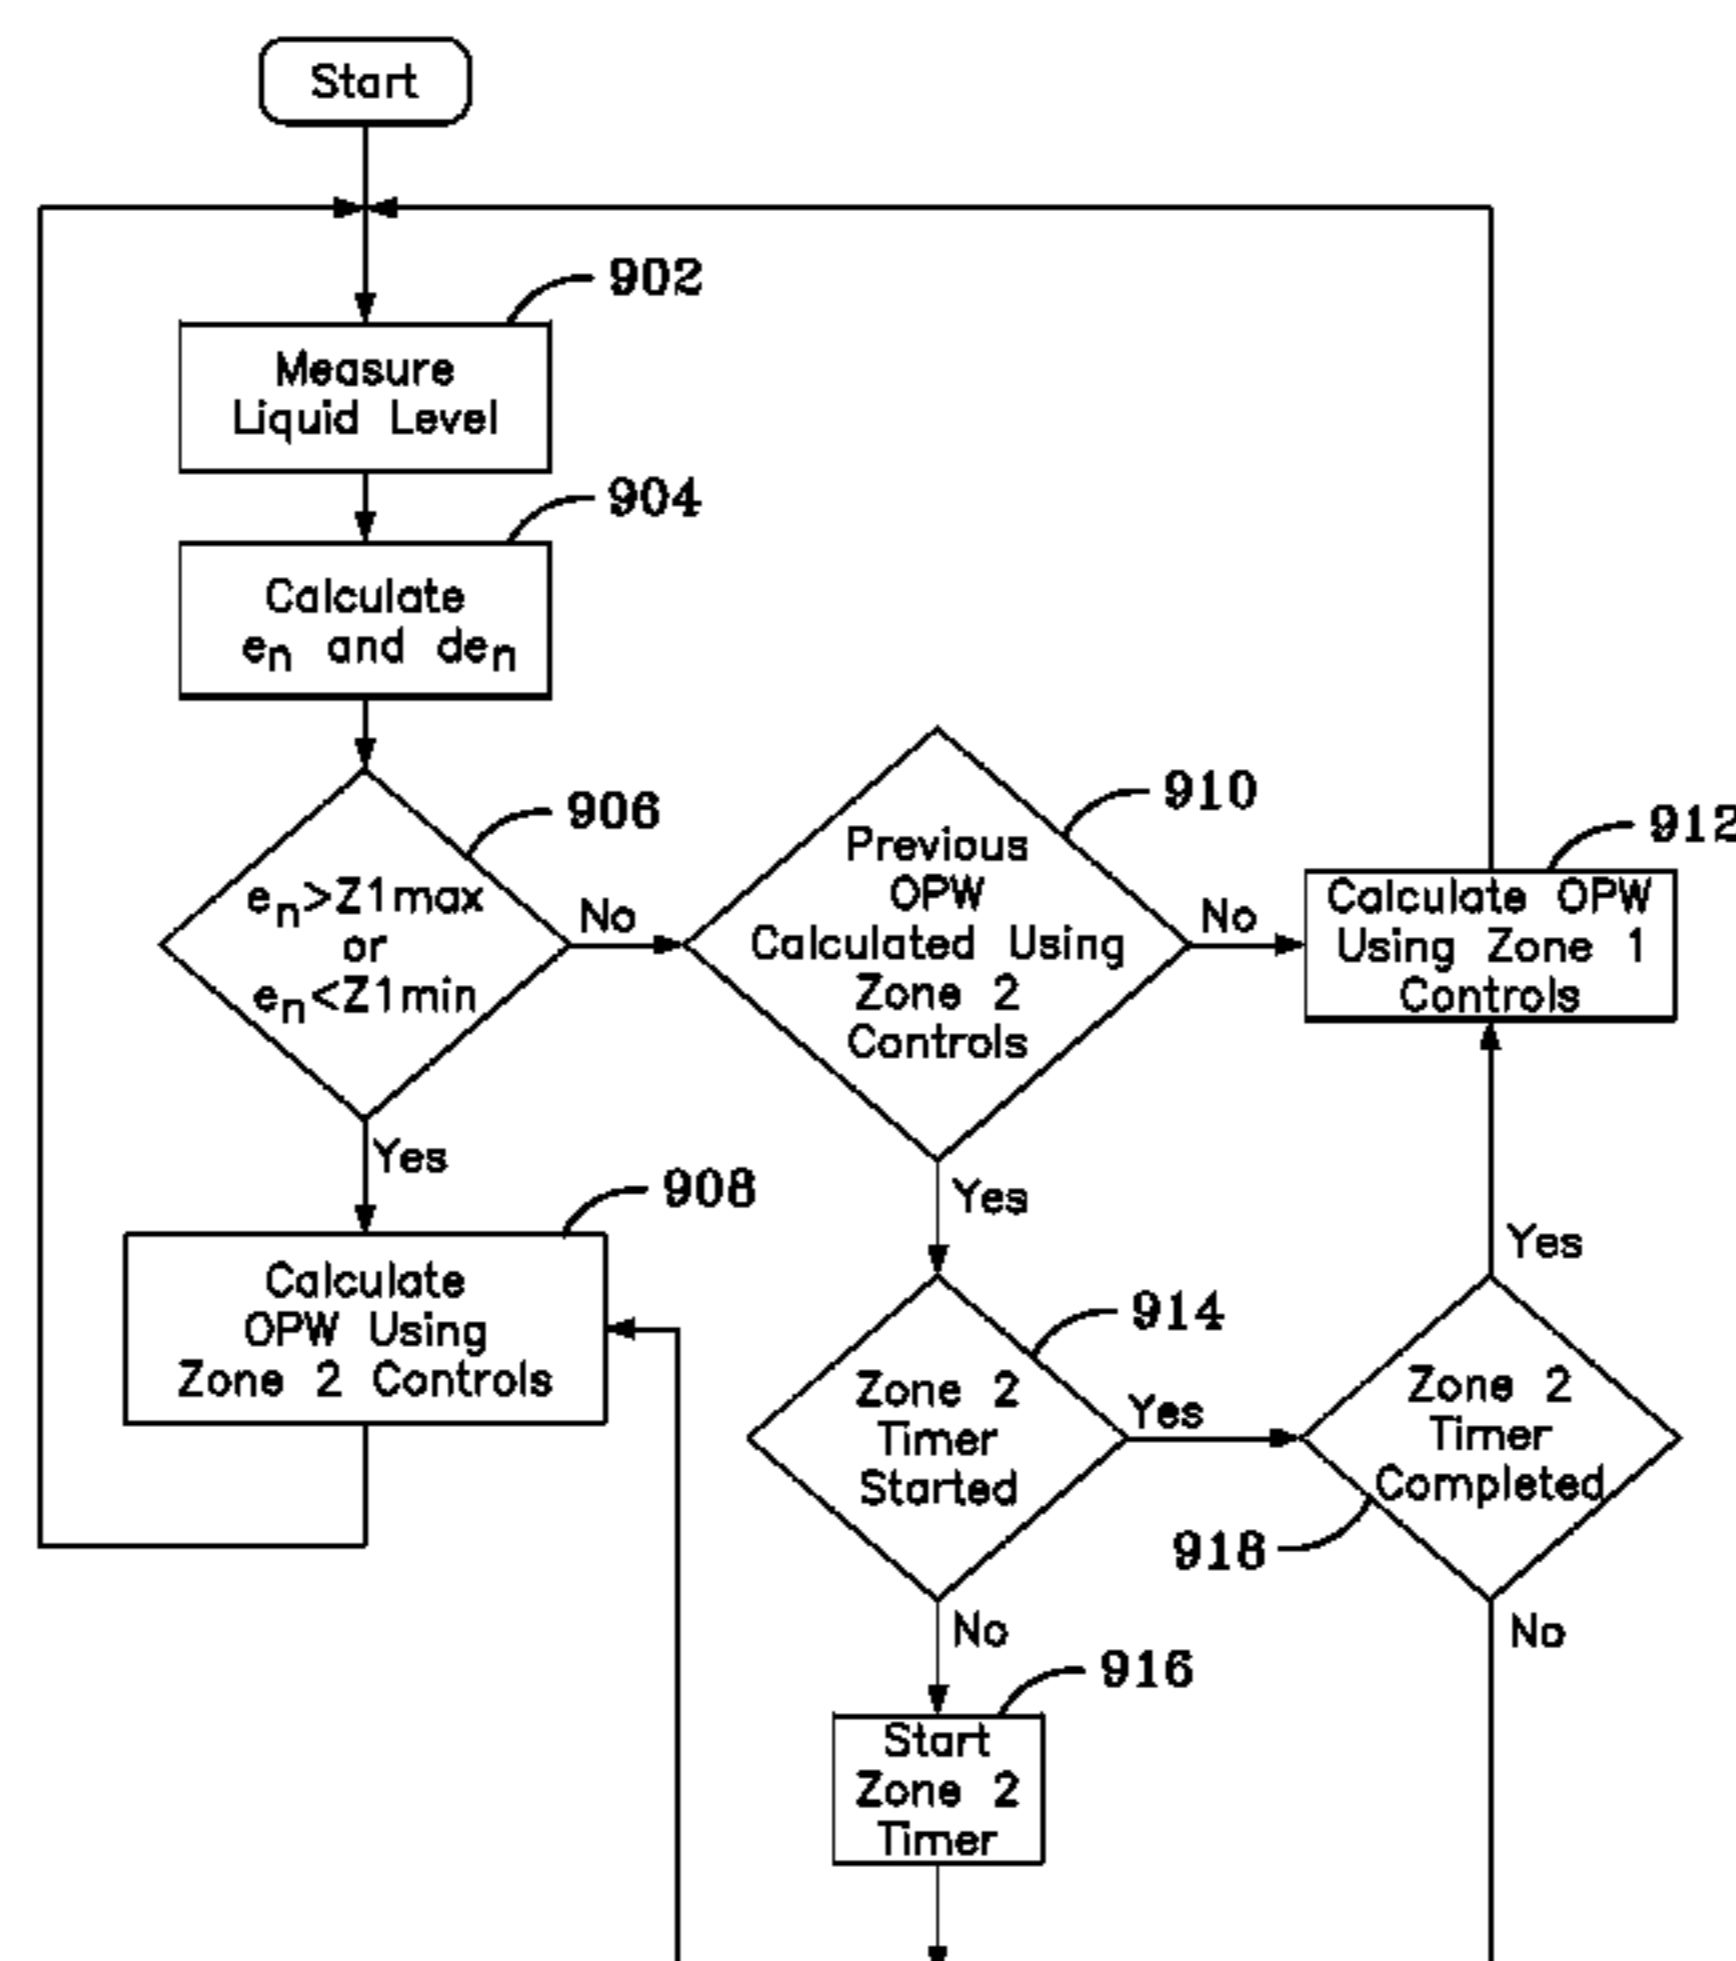 Start
902
Measure
Liquid Level
904
Calculate
en and den
906
en>Z1max
or
en<Z1min
No
Yes
910
Previous
OPW
Calculated Using
Zone 2
Controls
No
Yes
912
Calculate OPW
Using Zone 1
Controls
908
Calculate
OPW Using
Zone 2 Controls
914
Zone 2
Timer
Started
Yes
No
Yes
Zone 2
Timer
Completed
918
No
916
Start
Zone 2
Timer